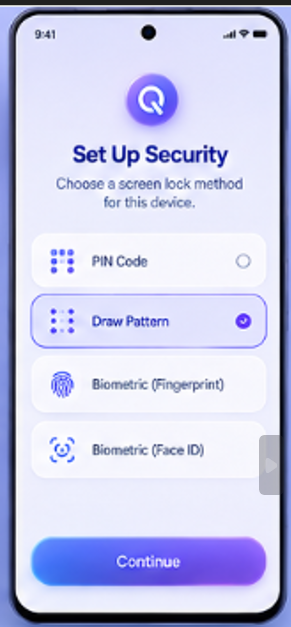 9:41
Set Up Security
Choose a screen lock method
for this device.
PIN Code
Draw Pattern
Biometric (Fingerprint)
Biometric (Face ID)
Continue